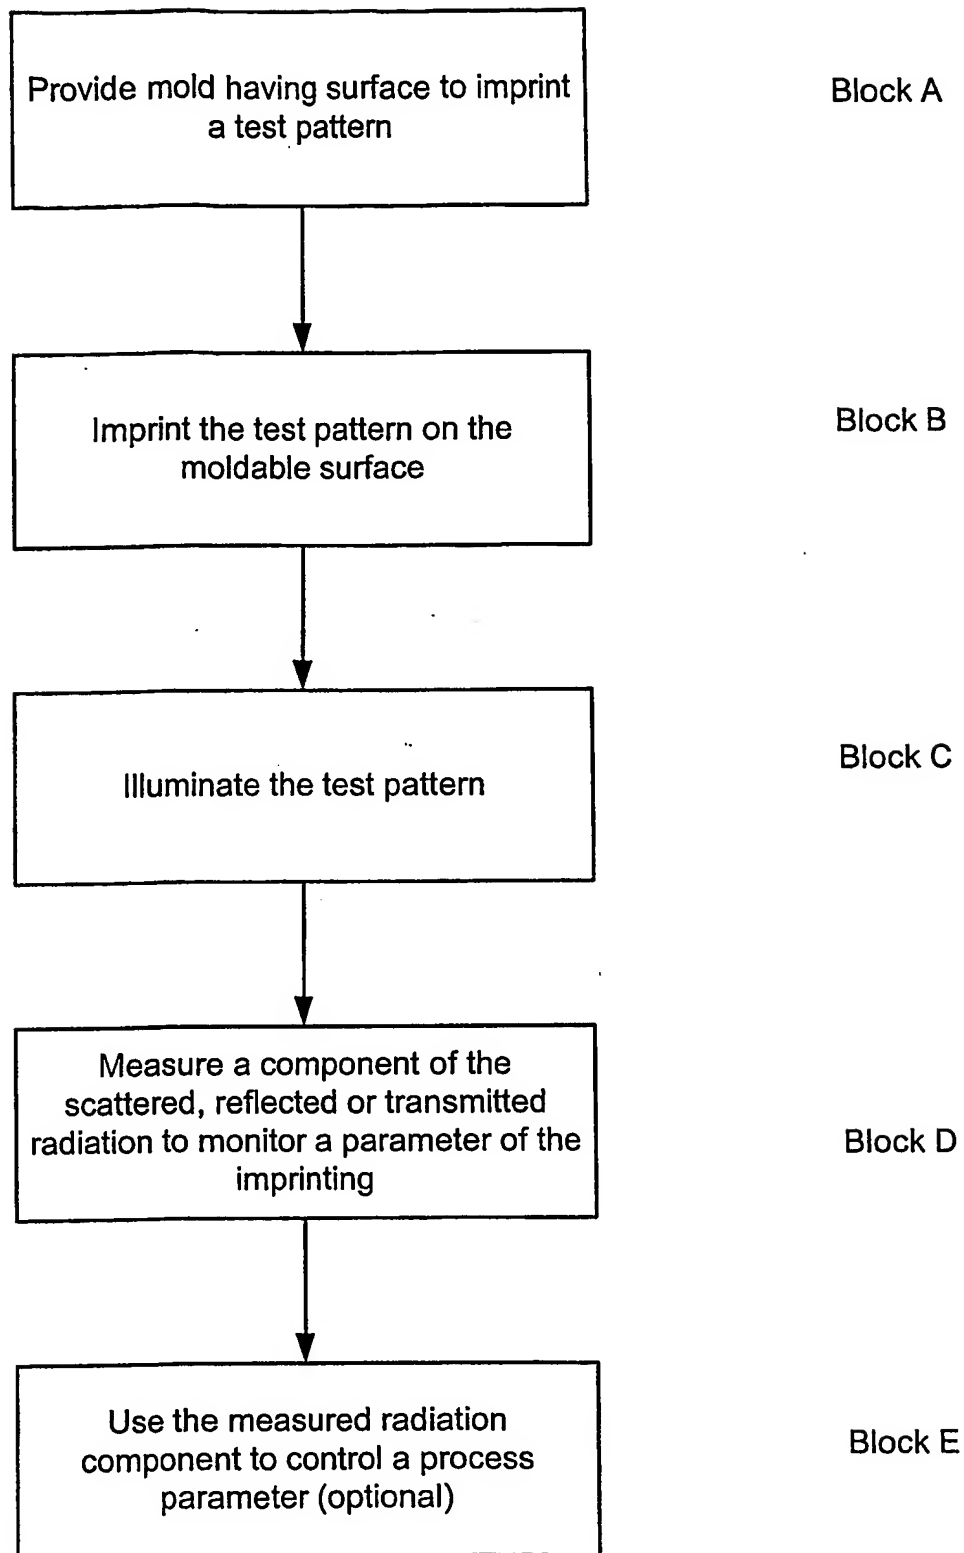 Provide mold having surface to imprint
a test pattern
Block A
Imprint the test pattern on the
moldable surface
Block B
Illuminate the test pattern
Block C
Measure a component of the
scattered, reflected or transmitted
radiation to monitor a parameter of the
imprinting
Block D
Use the measured radiation
component to control a process
parameter (optional)
Block E